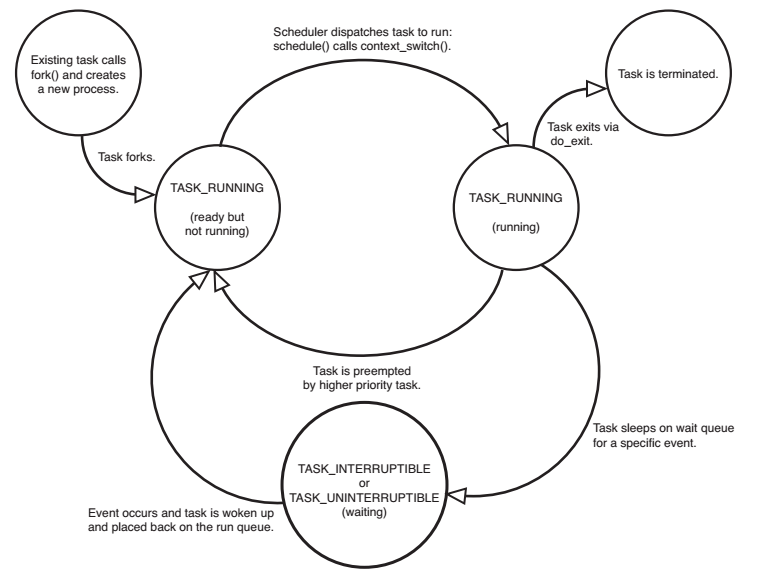 Scheduler dispatches task to run:
schedule() calls context_switch().
Existing task calls
fork() and creates
a new process.
Task is terminated.
Task forks.
Task exits via
do_exit.
TASK_RUNNING
(ready but
not running)
TASK_RUNNING
(running)
Task is preempted
by higher priority task.
Task sleeps on wait queue
for a specific event.
TASK_INTERRUPTIBLE
or
TASK_UNINTERRUPTIBLE
(waiting)
Event occurs and task is woken up
and placed back on the run queue.